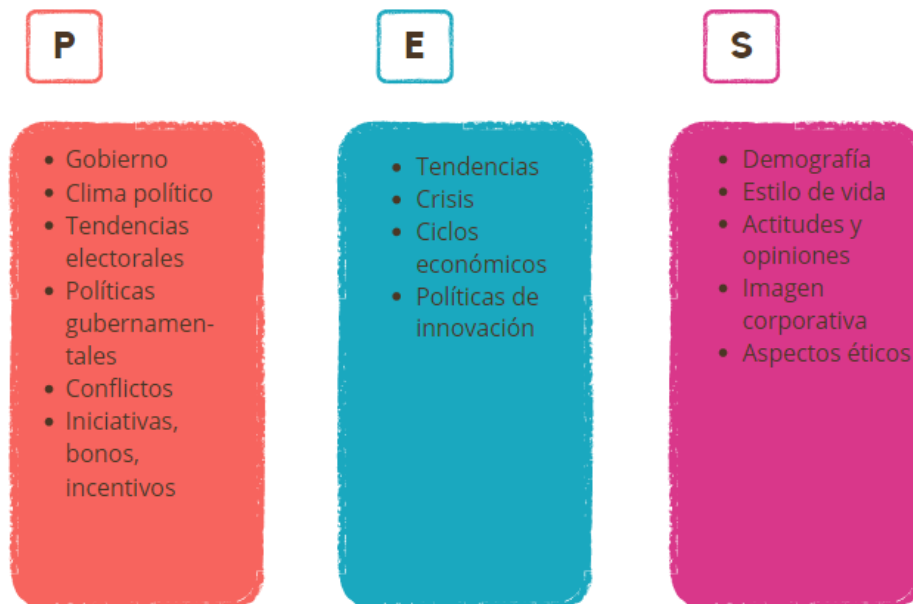 P
Gobierno
Clima político
Tendencias
electorales
Políticas
gubernamen-
tales
Conflictos
Iniciativas,
bonos,
incentivos
E
Tendencias
Crisis
Ciclos
económicos
Políticas de
innovación
S
Demografía
Estilo de vida
Actitudes y
opiniones
Imagen
corporativa
Aspectos éticos